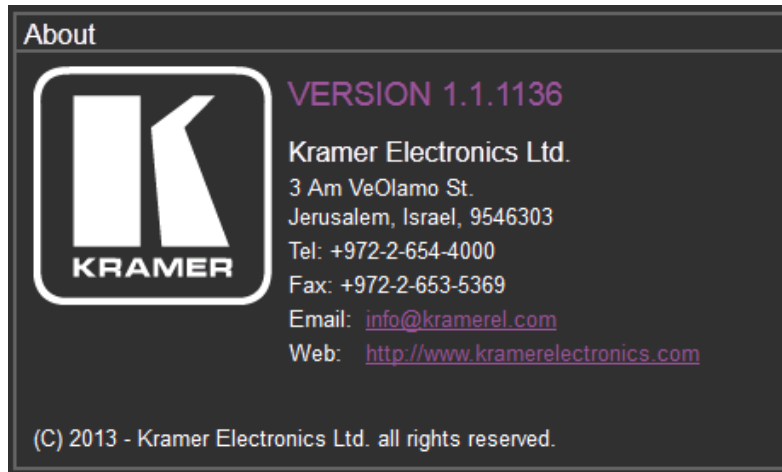 About
VERSION 1.1.1136
KRAMER
Kramer Electronics Ltd.
3 Am VeOlamo St.
Jerusalem, Israel, 9546303
Tel: +972-2-654-4000
Fax: +972-2-653-5369
Email: info@kramerel.com
Web: http://www.kramerelectronics.com
(C) 2013 - Kramer Electronics Ltd. all rights reserved.